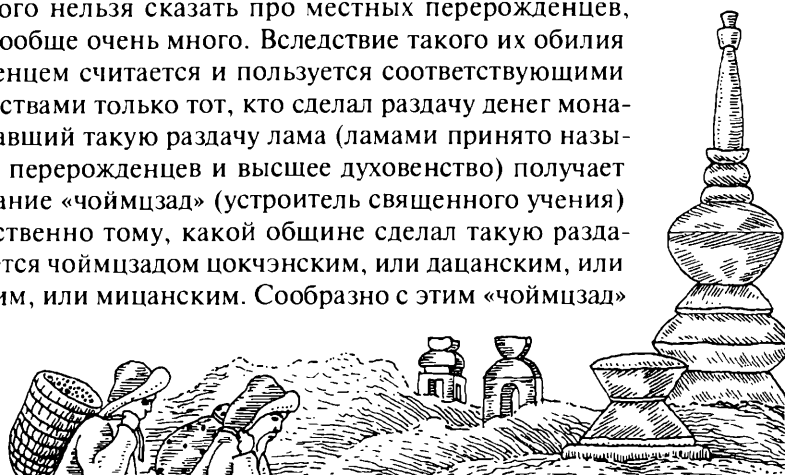 ого нельзя сказать про местных перерожденцев,
ообще очень много. Вследствие такого их обилия
енцем считается и пользуется соответствующими
ствами только тот, кто сделал раздачу денег мона-
авший такую раздачу лама (ламами принято назы-
перерожденцев и высшее духовенство) получает
ание «чоймцзад» (устроитель священного учения)
ственно тому, какой общине сделал такую разда-
тся чоймцзадом цокчэнским, или дацанским, или
им, или мицанским. Сообразно с этим «чоймцзад»